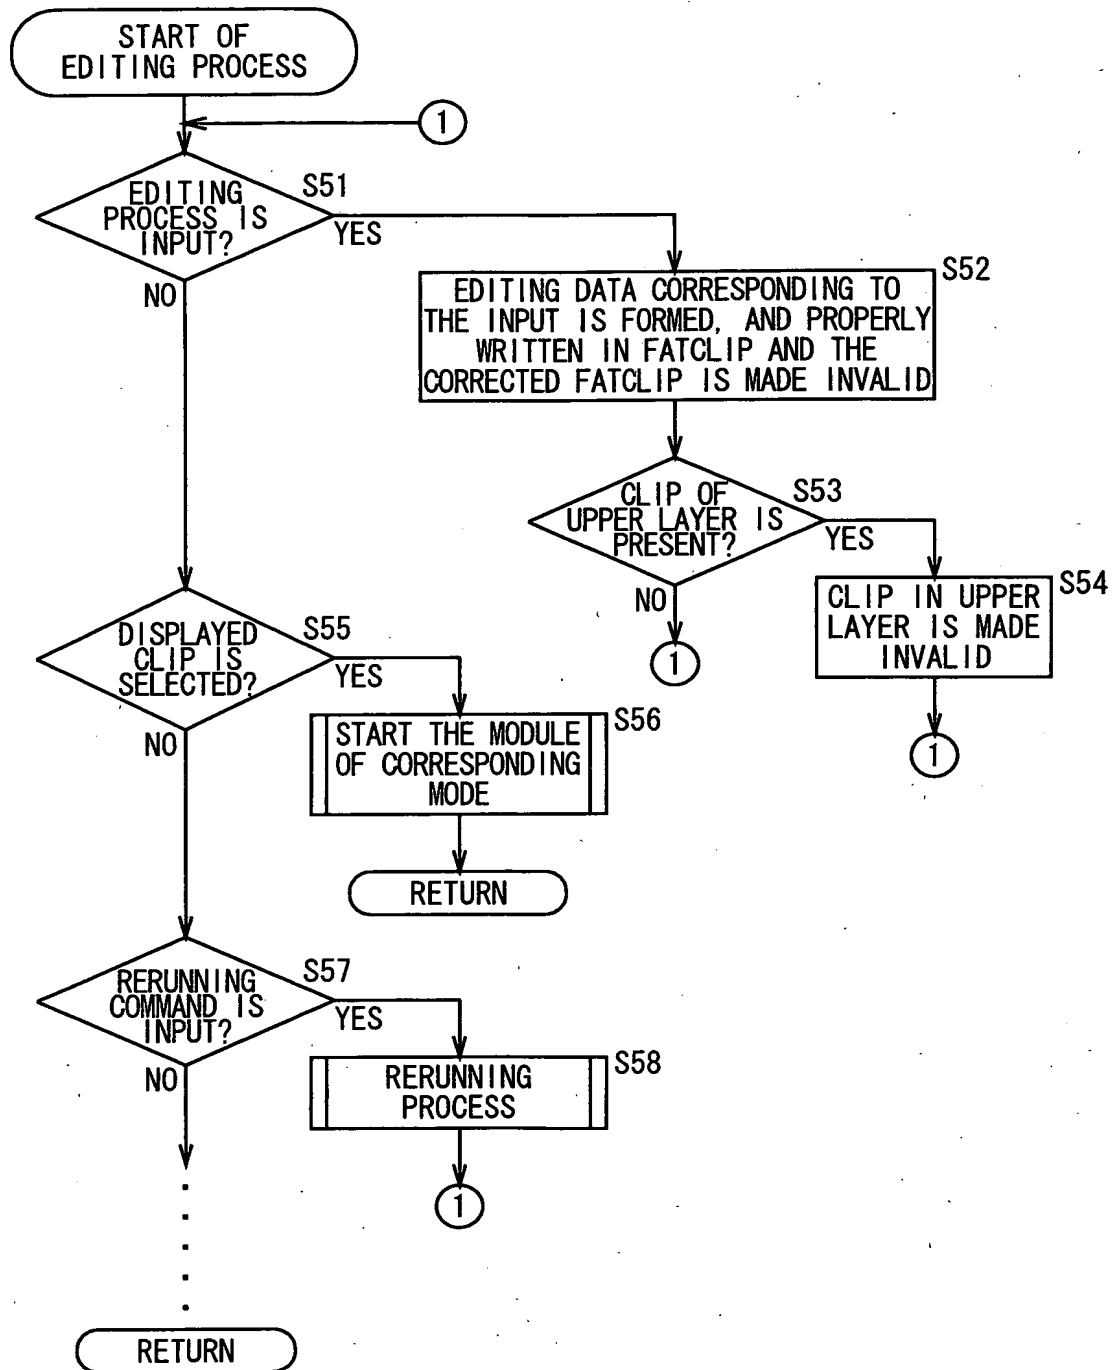 START OF
EDITING PROCESS
1
EDITING
PROCESS IS
INPUT?
S51
YES
NO
S52
EDITING DATA CORRESPONDING TO
THE INPUT IS FORMED, AND PROPERLY
WRITTEN IN FATCLIP AND THE
CORRECTED FATCLIP IS MADE INVALID
CLIP OF
UPPER LAYER IS
PRESENT?
S53
YES
NO
1
S54
CLIP IN UPPER
LAYER IS MADE
INVALID
1
DISPLAYED
CLIP IS
SELECTED?
S55
YES
NO
S56
START THE MODULE
OF CORRESPONDING
MODE
RETURN
RERUNNING
COMMAND IS
INPUT?
S57
YES
NO
S58
RERUNNING
PROCESS
1
RETURN